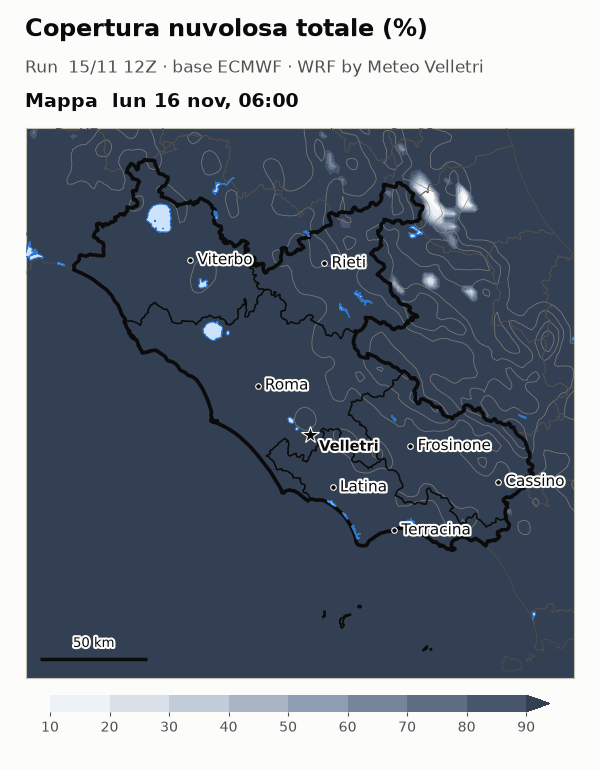 Copertura nuvolosa totale (%)
Run 15/11 12Z · base ECMWF · WRF by Meteo Velletri
Mappa lun 16 nov, 06:00
Viterbo
Rieti
Roma
Velletri
Frosinone
Latina
Cassino
Terracina
50 km
10 20 30 40 50 60 70 80 90